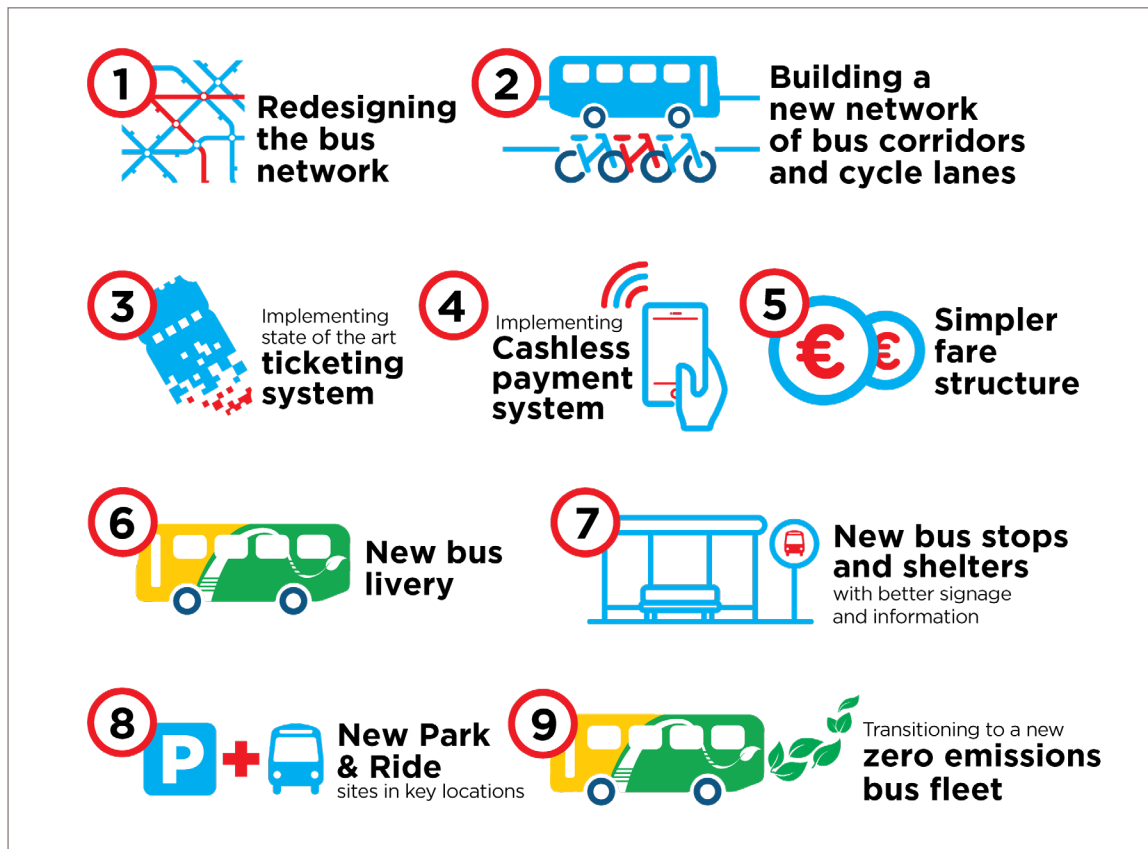 1
Redesigning
the bus
network
2
Building a
new network
of bus corridors
and cycle lanes
3
Implementing
state of the art
ticketing
system
4
Implementing
Cashless
payment
system
5
€
€
Simpler
fare
structure
6
New bus
livery
7
New bus stops
and shelters
with better signage
and information
8
P
+
New Park
& Ride
sites in key locations
9
Transitioning to a new
zero emissions
bus fleet